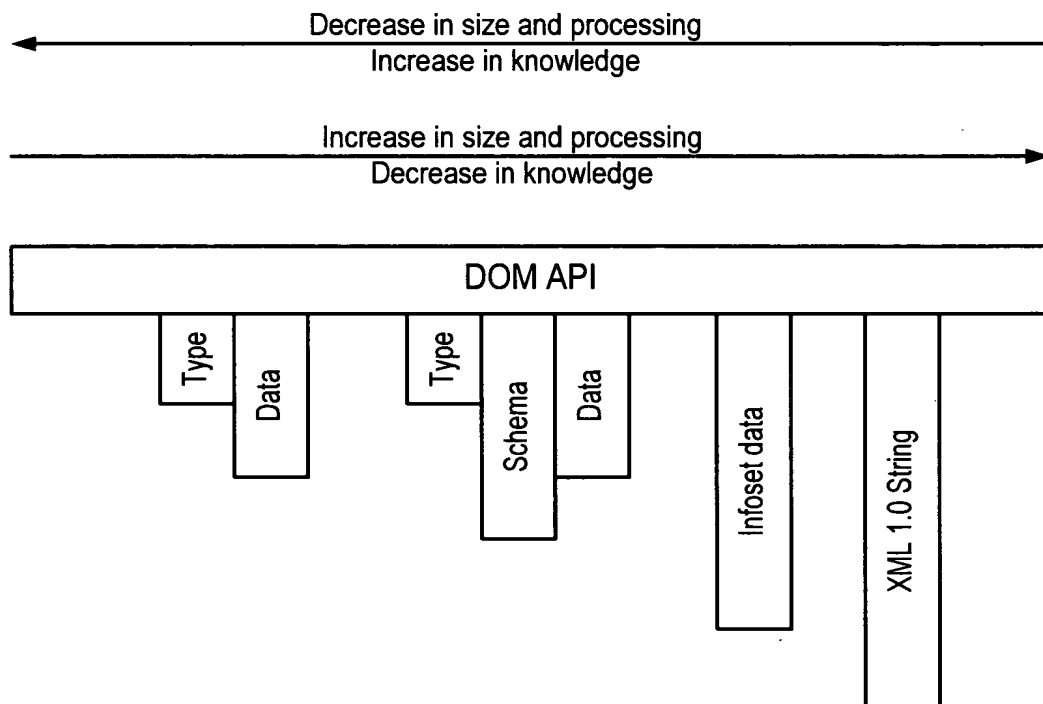 Decrease in size and processing
Increase in knowledge
Increase in size and processing
Decrease in knowledge
DOM API
Type
Data
Type
Schema
Data
Infoset data
XML 1.0 String